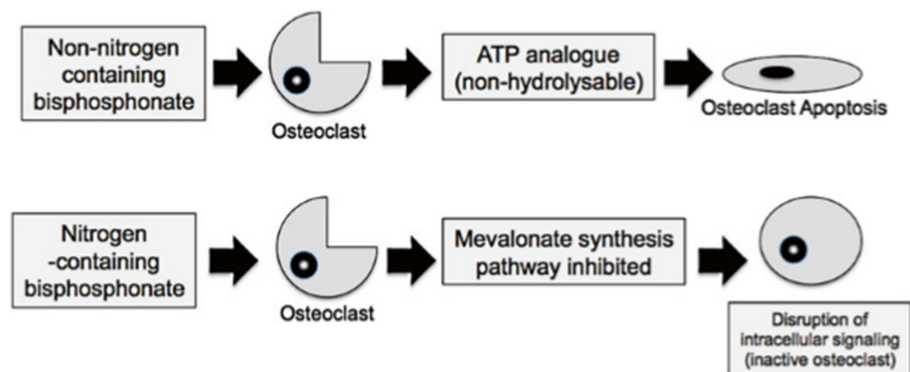 Non-nitrogen
containing
bisphosphonate
Osteoclast
ATP analogue
(non-hydrolysable)
Osteoclast Apoptosis
Nitrogen
-containing
bisphosphonate
Osteoclast
Mevalonate synthesis
pathway inhibited
Disruption of
intracellular signaling
(inactive osteoclast)